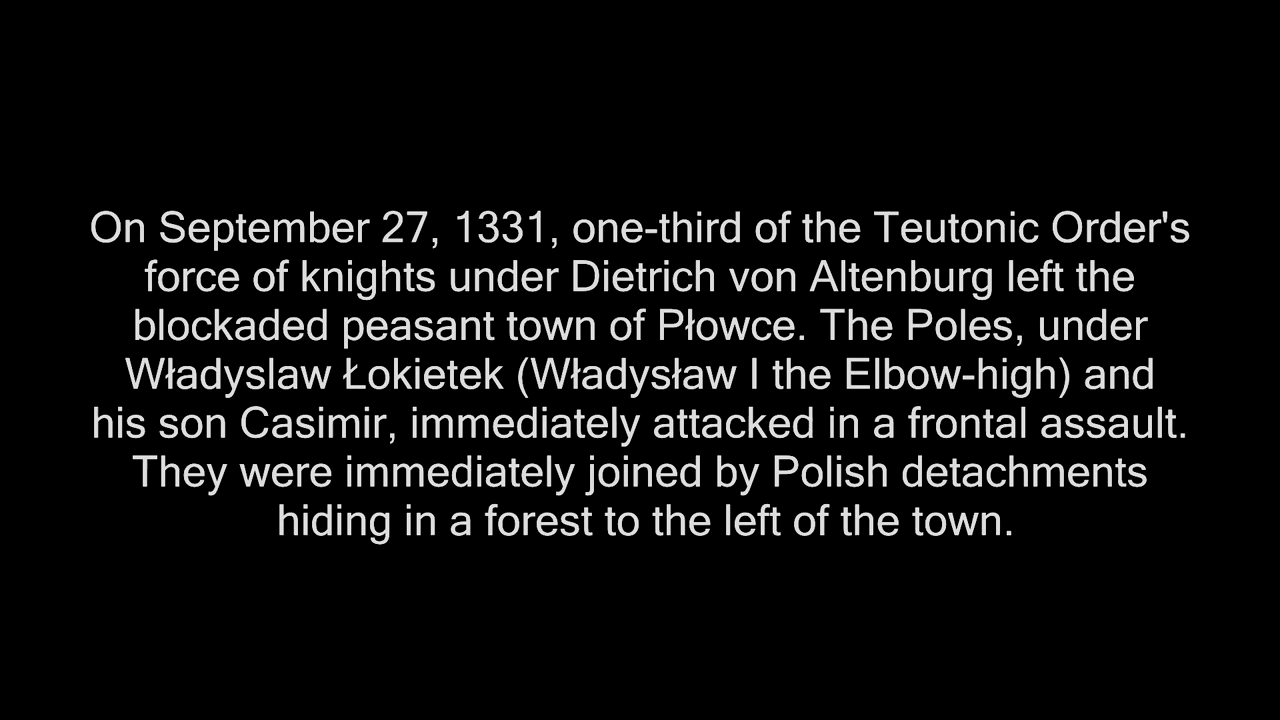 On September 27, 1331, one-third of the Teutonic Order's
force of knights under Dietrich von Altenburg left the
blockaded peasant town of Płowce. The Poles, under
Władyslaw Łokietek (Władysław I the Elbow-high) and
his son Casimir, immediately attacked in a frontal assault.
They were immediately joined by Polish detachments
hiding in a forest to the left of the town.